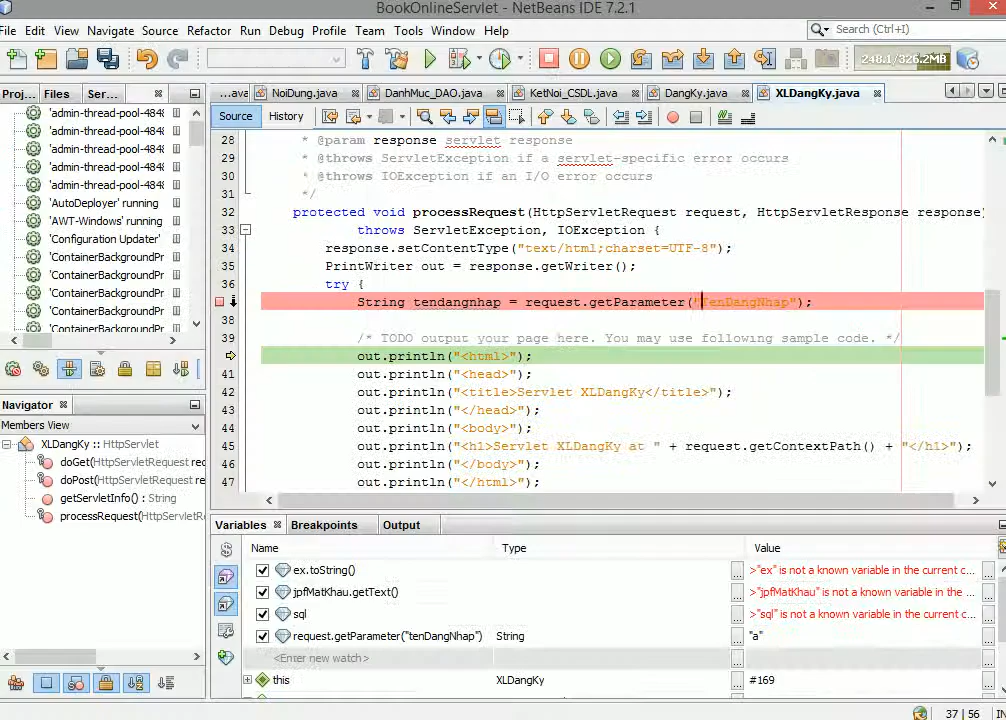 BookOnlineServlet - NetBeans IDE 7.2.1
File Edit View Navigate Source Refactor Run Debug Profile Team Tools Window Help
Search (Ctrl+I)
248.1/326.2MB
Proj... Files Ser...
...ava NoiDung.java DanhMuc_DAO.java KetNoi_CSDL.java DangKy.java XLDangKy.java
Source History
'admin-thread-pool-484
'admin-thread-pool-484
'admin-thread-pool-484
'admin-thread-pool-484
'admin-thread-pool-484
'AutoDeployer' running
'AWT-Windows' running
'Configuration Updater'
'ContainerBackgroundPr
'ContainerBackgroundPr
'ContainerBackgroundPr
'ContainerBackgroundPr
28 * @param response servlet response
29 * @throws ServletException if a servlet-specific error occurs
30 * @throws IOException if an I/O error occurs
31 */
32 protected void processRequest(HttpServletRequest request, HttpServletResponse response)
33 throws ServletException, IOException {
34 response.setContentType("text/html;charset=UTF-8");
35 PrintWriter out = response.getWriter();
36 try {
String tendangnhap = request.getParameter("TenDangNhap");
38
39 /* TODO output your page here. You may use following sample code. */
out.println("<html>");
41 out.println("<head>");
42 out.println("<title>Servlet XLDangKy</title>");
43 out.println("</head>");
44 out.println("<body>");
45 out.println("<h1>Servlet XLDangKy at " + request.getContextPath() + "</h1>");
46 out.println("</body>");
47 out.println("</html>");
Navigator
Members View
XLDangKy :: HttpServlet
doGet(HttpServletRequest rec
doPost(HttpServletRequest
getServletInfo() : String
processRequest(HttpServletR
Variables Breakpoints Output
Name Type Value
ex.toString() >"ex" is not a known variable in the current c...
jpfMatKhau.getText() >"jpfMatKhau" is not a known variable in the ...
sql >"sql" is not a known variable in the current c...
request.getParameter("tenDangNhap") String "a"
<Enter new watch>
this XLDangKy #169
37 | 56 IN